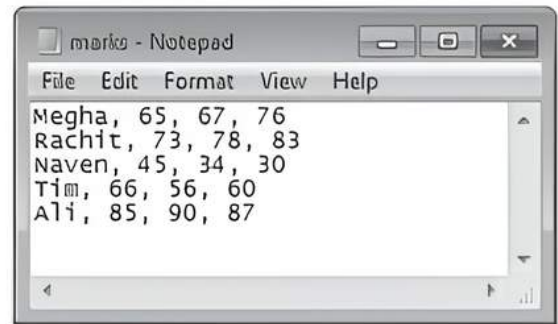 marks - Notepad
File Edit Format View Help
Megha, 65, 67, 76
Rachit, 73, 78, 83
Naven, 45, 34, 30
Tim, 66, 56, 60
Ali, 85, 90, 87